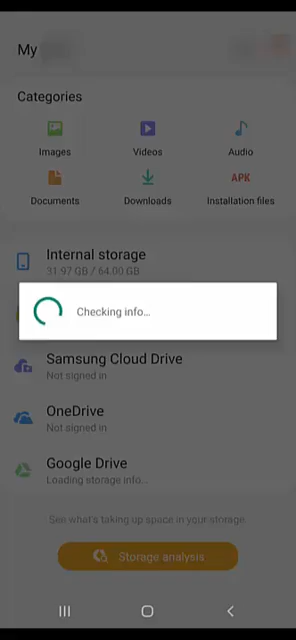 My
Categories
Images
Videos
Audio
APK
Documents
Downloads
Installation files
Internal storage
31.97 GB / 64.00 GB
Checking info...
Samsung Cloud Drive
Not signed in
OneDrive
Not signed in
Google Drive
Loading storage info...
See what's taking up space in your storage.
Storage analysis